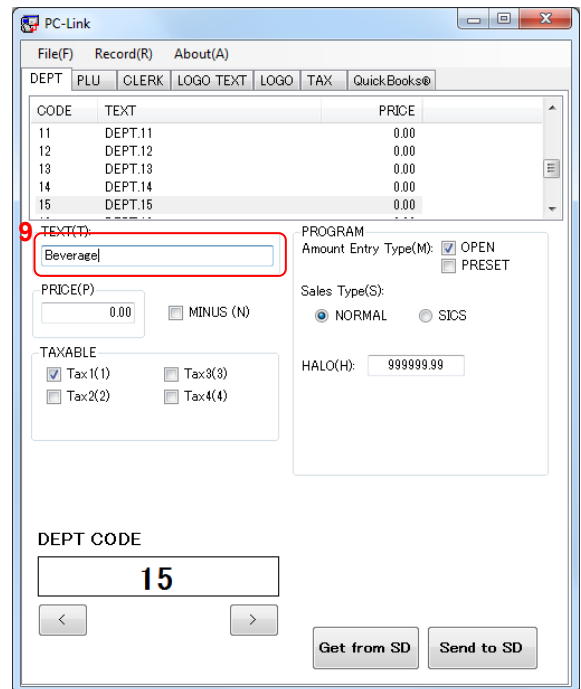 PC-Link
File(F) Record(R) About(A)
DEPT PLU CLERK LOGO TEXT LOGO TAX QuickBooks®
CODE TEXT PRICE
11 DEPT.11 0.00
12 DEPT.12 0.00
13 DEPT.13 0.00
14 DEPT.14 0.00
15 DEPT.15 0.00
9
TEXT(T):
Beverage
PRICE(P)
0.00 MINUS (N)
TAXABLE
Tax1(1) Tax3(3)
Tax2(2) Tax4(4)
PROGRAM
Amount Entry Type(M): OPEN
PRESET
Sales Type(S):
NORMAL SICS
HALO(H): 999999.99
DEPT CODE
15
< >
Get from SD Send to SD